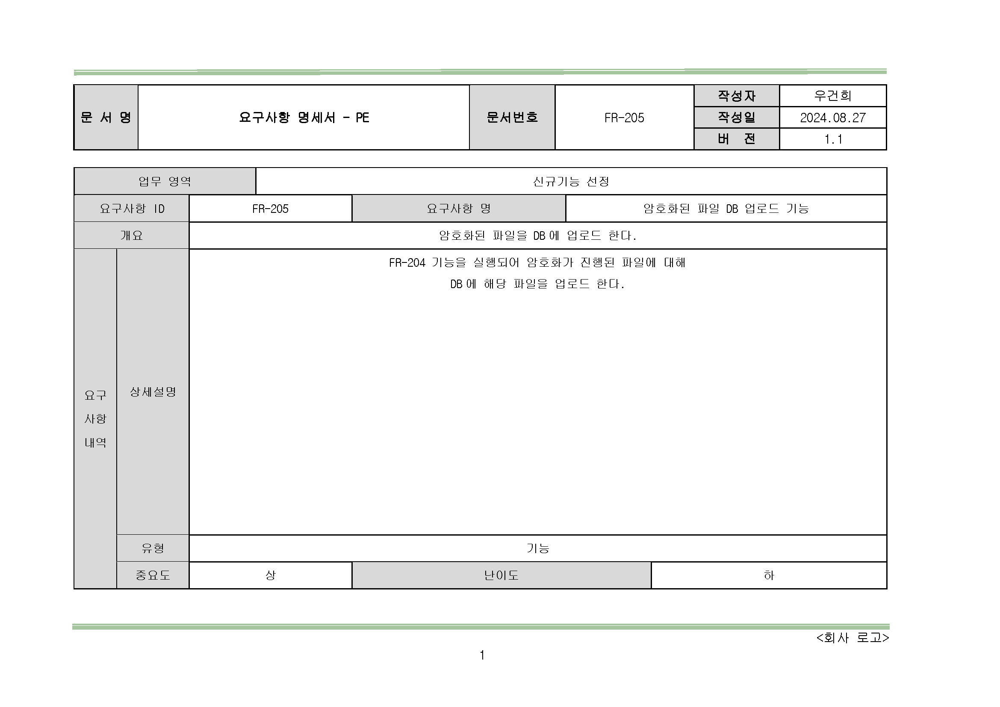 문 서 명
요구사항 명세서 - PE
문서번호
FR-205
작성자
우건희
작성일
2024.08.27
버 전
1.1
업무 영역
신규기능 선정
요구사항 ID
FR-205
요구사항 명
암호화된 파일 DB 업로드 기능
개요
암호화된 파일을 DB에 업로드 한다.
요구
사항
내역
상세설명
FR-204 기능을 실행되어 암호화가 진행된 파일에 대해
DB에 해당 파일을 업로드 한다.
유형
기능
중요도
상
난이도
하
<회사 로고>
1